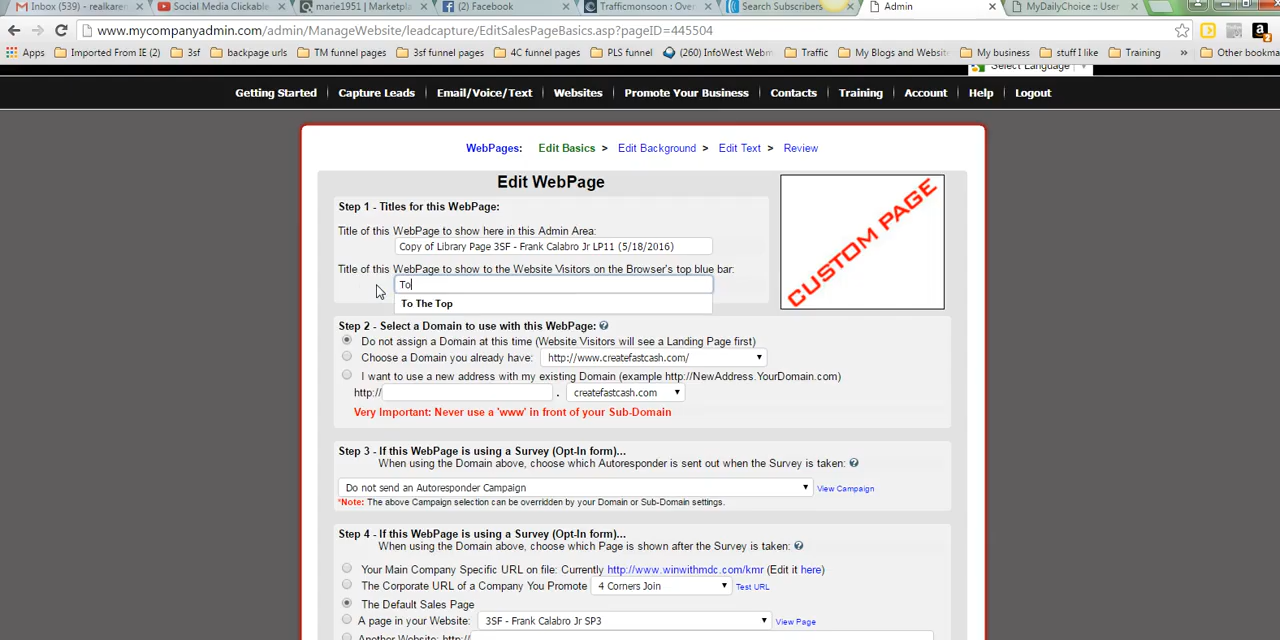 Inbox (539) - realkaren
Social Media Clickable
marie1951 | Marketpl
(2) Facebook
Trafficmonsoon : Over
Search Subscribers
Admin
MyDailyChoice :: User
www.mycompanyadmin.com/admin/ManageWebsite/leadcapture/EditSalesPageBasics.asp?pageID=445504
Apps Imported From IE (2) 3sf backpage urls TM funnel pages 3sf funnel pages 4C funnel pages PLS funnel (260) InfoWest Webm Traffic My Blogs and Website In My business stuff I like Training » Other bookma
Select Language
Getting Started Capture Leads Email/Voice/Text Websites Promote Your Business Contacts Training Account Help Logout
WebPages: Edit Basics > Edit Background > Edit Text > Review
Edit WebPage
Step 1 - Titles for this WebPage:
Title of this WebPage to show here in this Admin Area:
Copy of Library Page 3SF - Frank Calabro Jr LP11 (5/18/2016)
Title of this WebPage to show to the Website Visitors on the Browser's top blue bar:
To
To The Top
CUSTOM PAGE
Step 2 - Select a Domain to use with this WebPage:
Do not assign a Domain at this time (Website Visitors will see a Landing Page first)
Choose a Domain you already have: http://www.createfastcash.com/
I want to use a new address with my existing Domain (example http://NewAddress.YourDomain.com)
http:// . createfastcash.com
Very Important: Never use a 'www' in front of your Sub-Domain
Step 3 - If this WebPage is using a Survey (Opt-In form)...
When using the Domain above, choose which Autoresponder is sent out when the Survey is taken:
Do not send an Autoresponder Campaign View Campaign
*Note: The above Campaign selection can be overridden by your Domain or Sub-Domain settings.
Step 4 - If this WebPage is using a Survey (Opt-In form)...
When using the Domain above, choose which Page is shown after the Survey is taken:
Your Main Company Specific URL on file: Currently http://www.winwithmdc.com/kmr (Edit it here)
The Corporate URL of a Company You Promote 4 Corners Join Test URL
The Default Sales Page
A page in your Website: 3SF - Frank Calabro Jr SP3 View Page
Another Website: http://